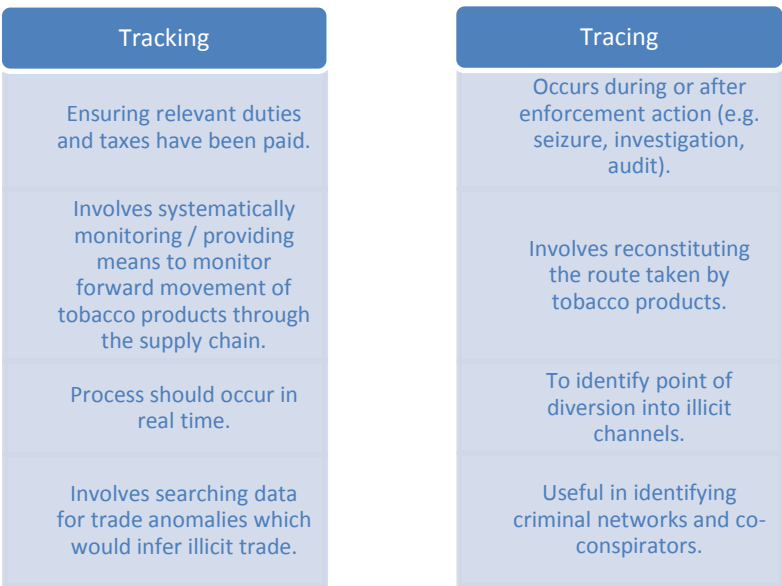 Tracking
Ensuring relevant duties
and taxes have been paid.
Involves systematically
monitoring / providing
means to monitor
forward movement of
tobacco products through
the supply chain.
Process should occur in
real time.
Involves searching data
for trade anomalies which
would infer illicit trade.
Tracing
Occurs during or after
enforcement action (e.g.
seizure, investigation,
audit).
Involves reconstituting
the route taken by
tobacco products.
To identify point of
diversion into illicit
channels.
Useful in identifying
criminal networks and co-
conspirators.